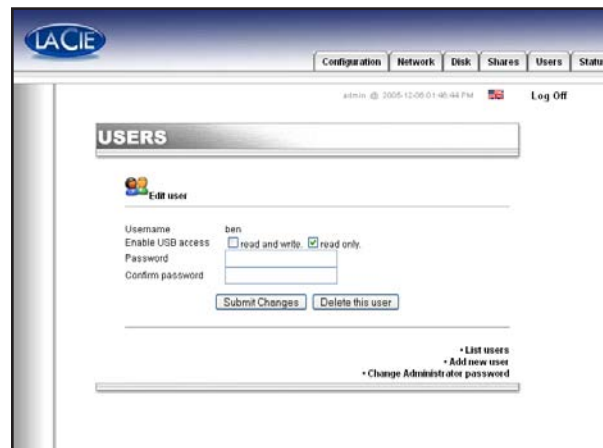 LACIE
Configuration Network Disk Shares Users Statu
admin @ 2005-12-06 01:46:44 PM Log Off
USERS
Edit user
Username ben
Enable USB access read and write. read only.
Password
Confirm password
Submit Changes Delete this user
• List users
• Add new user
• Change Administrator password